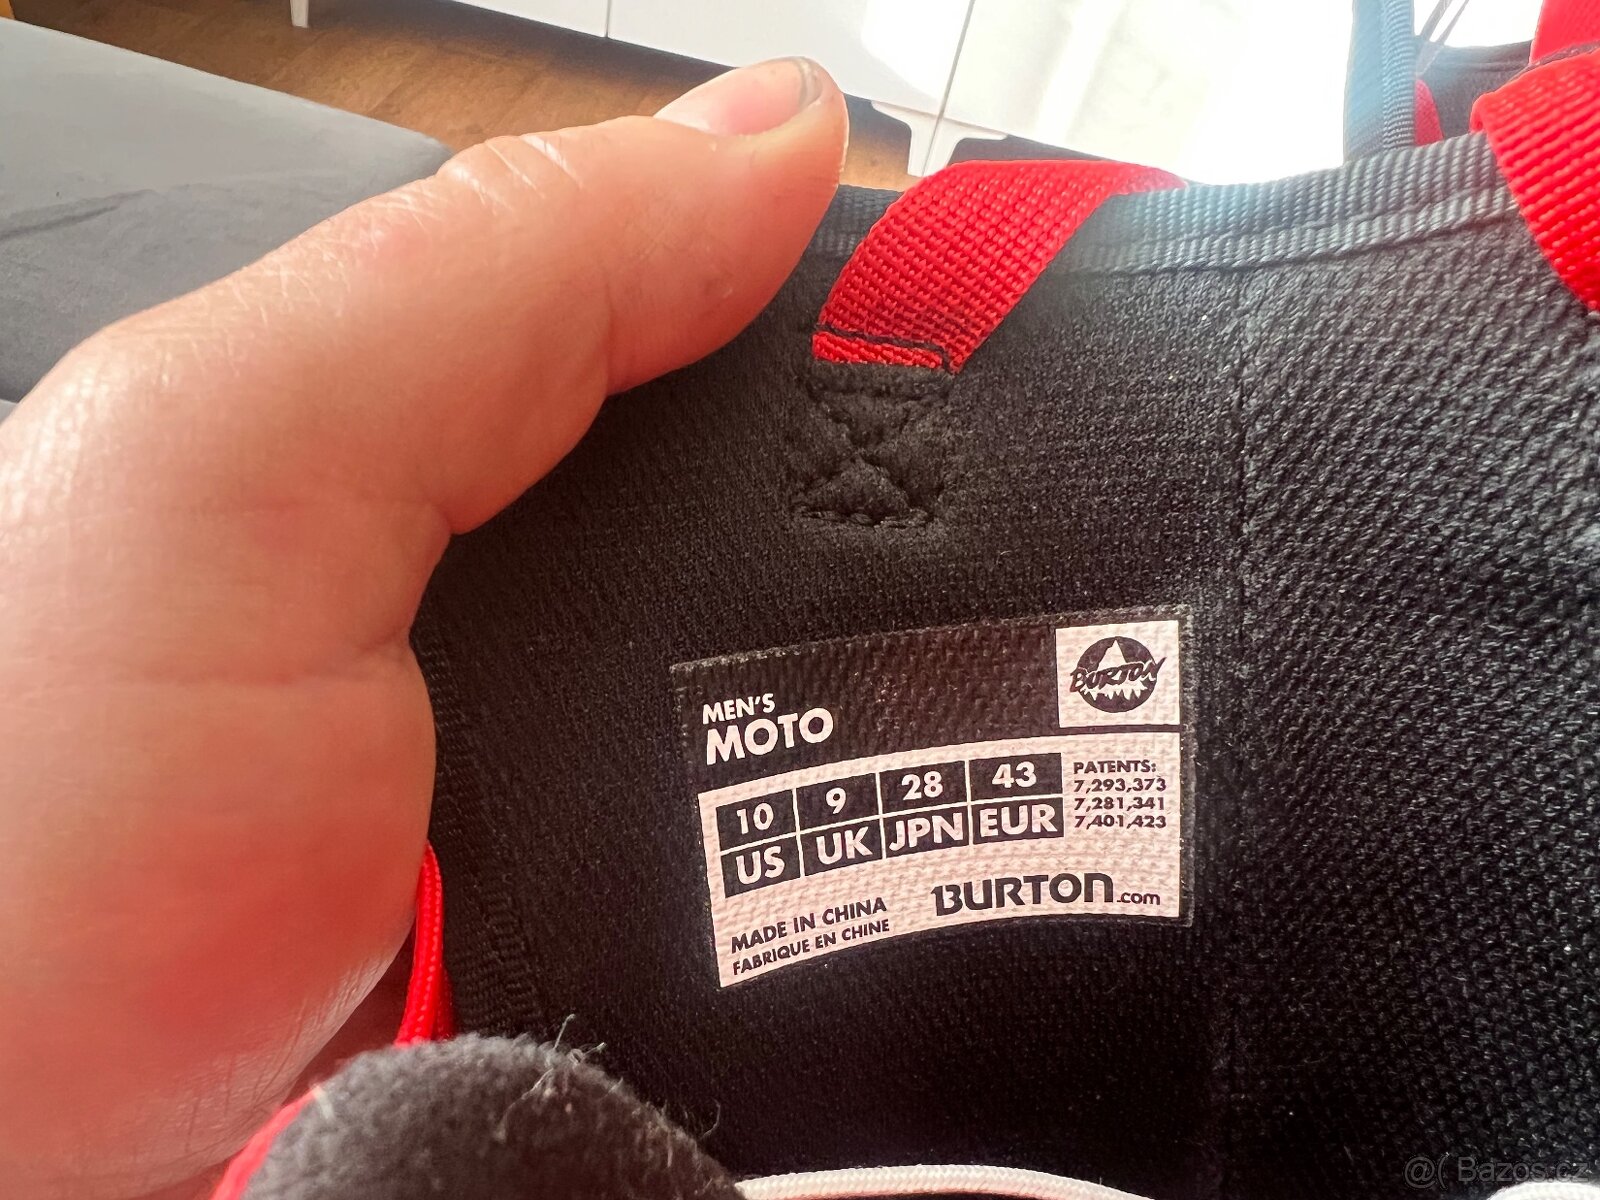 BURTON
MEN'S
MOTO
10 9 28 43
US UK JPN EUR
PATENTS:
7,293,373
7,281,341
7,401,423
MADE IN CHINA
FABRIQUE EN CHINE
BURTON.com
@( Bazos.cz